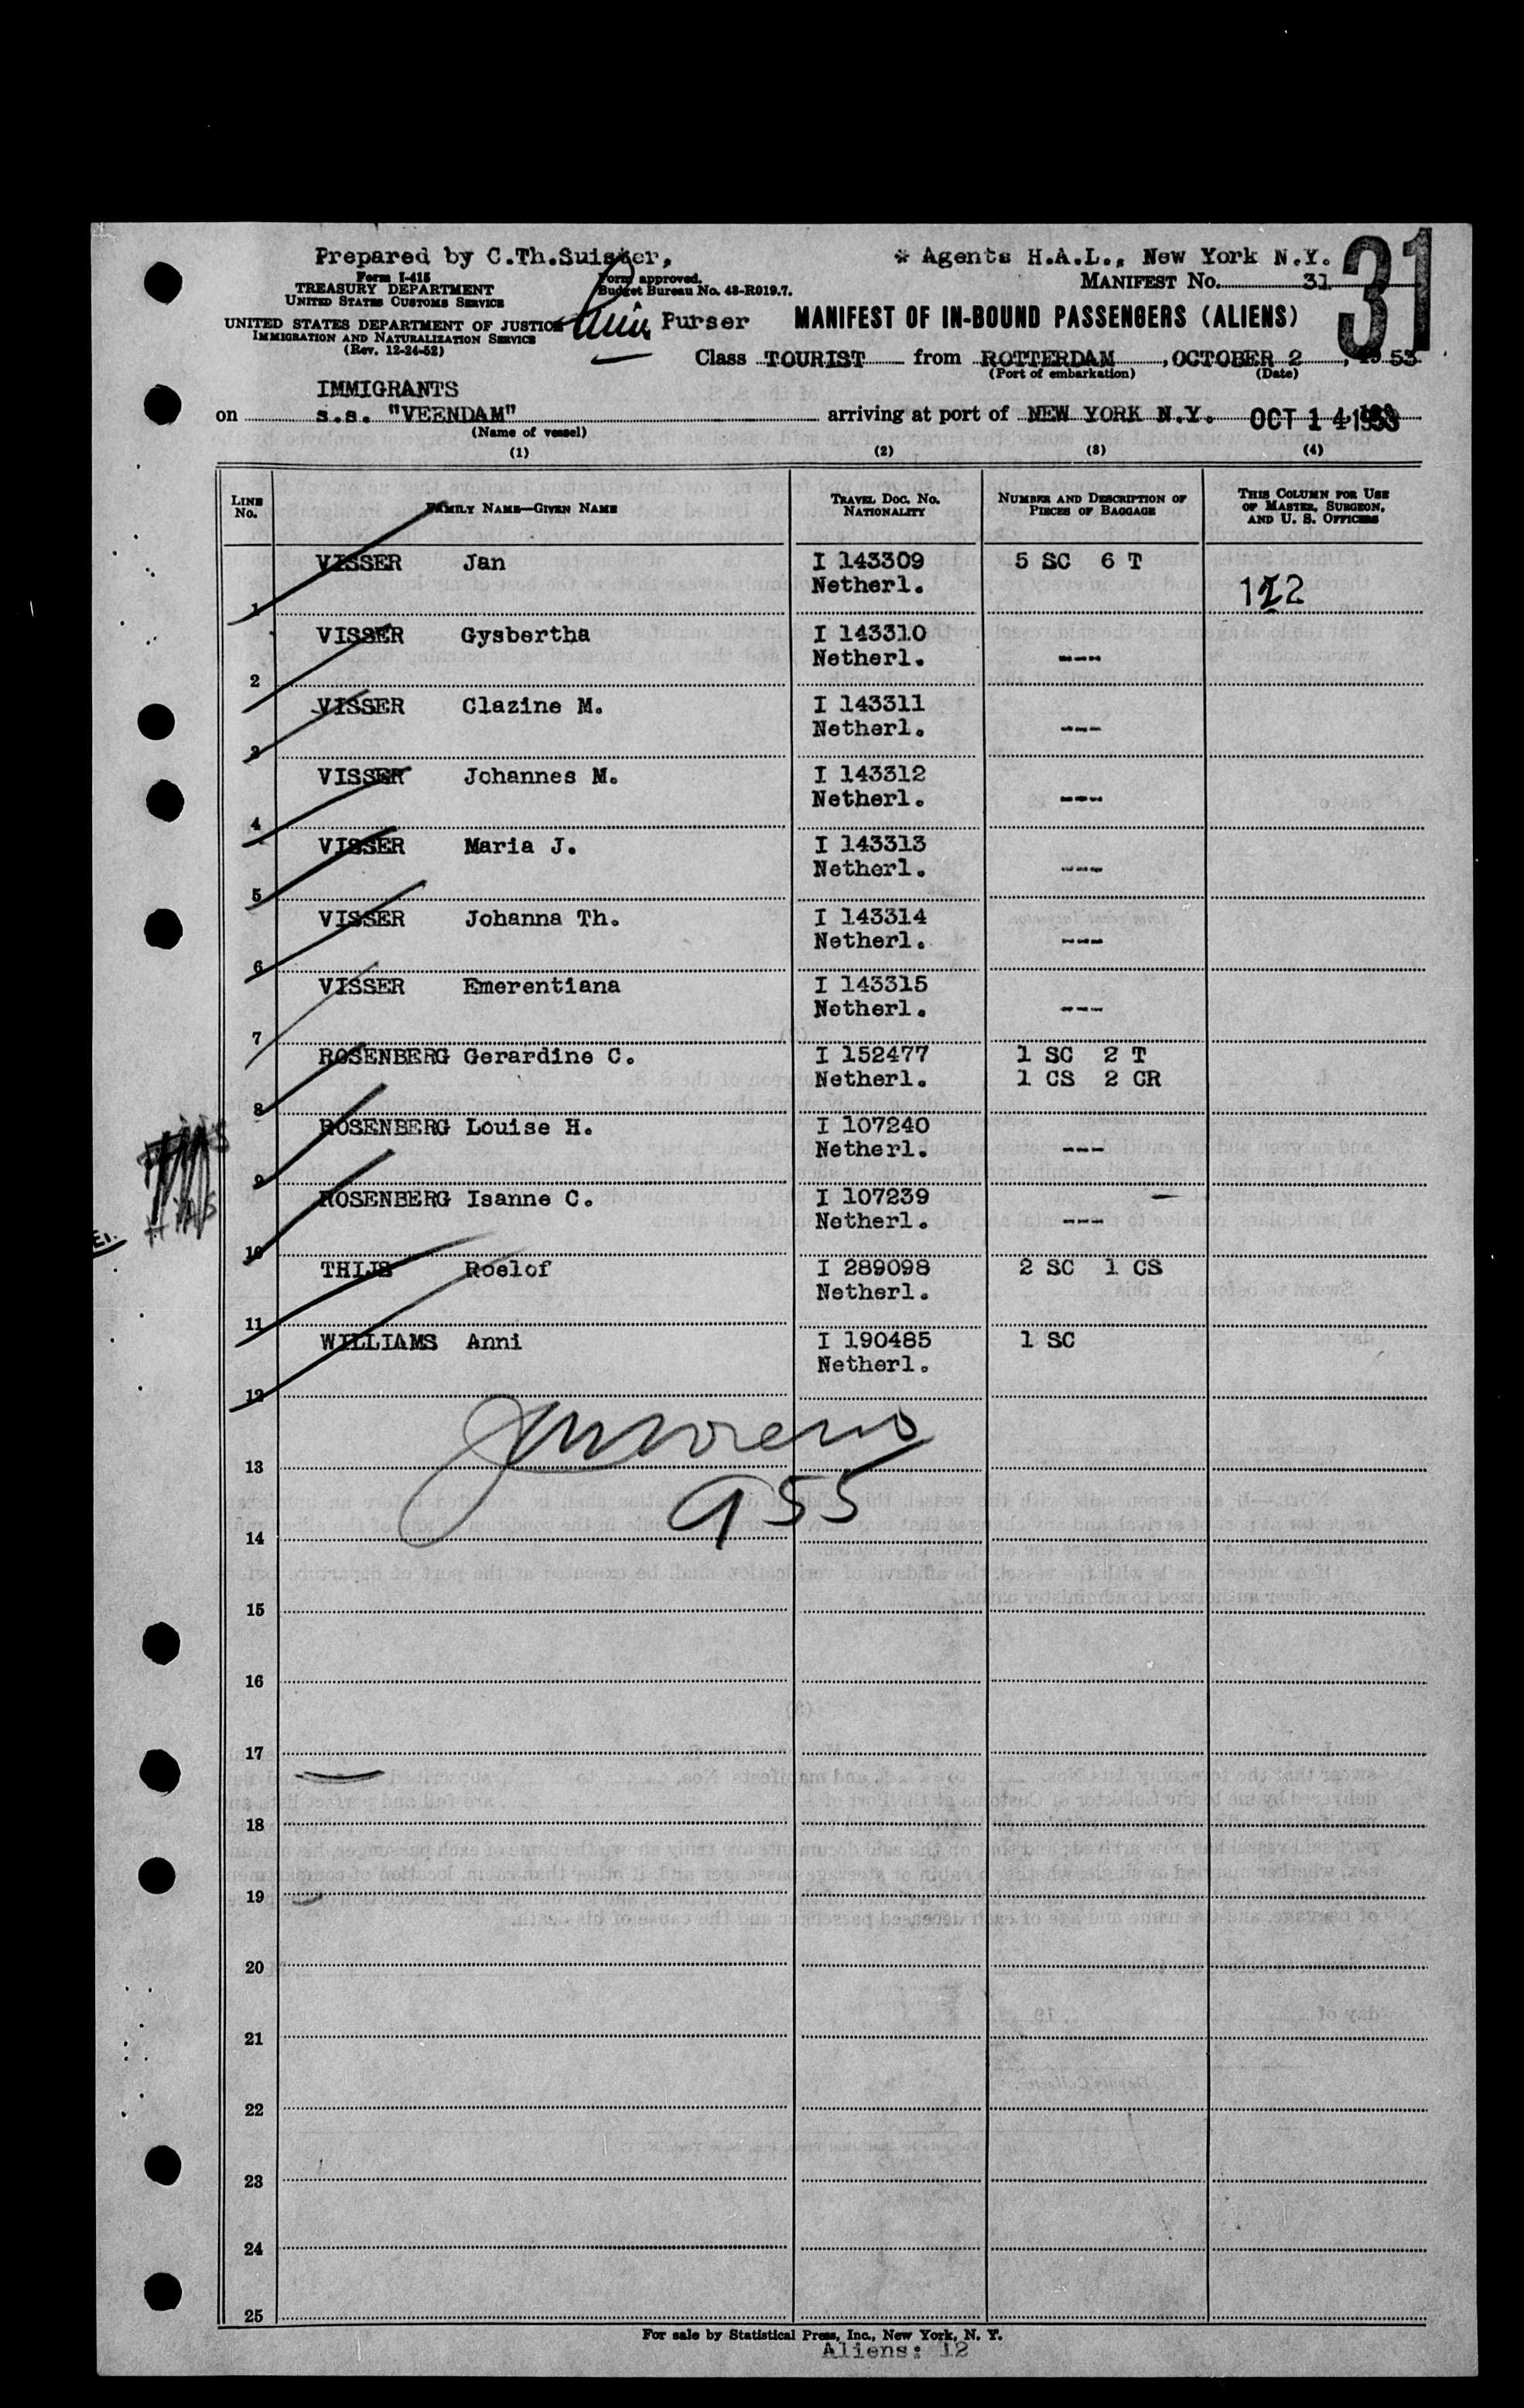 Prepared by C.Th.Suister, * Agents H.A.L., New York N.Y.
31
Form I-415
TREASURY DEPARTMENT
UNITED STATES CUSTOMS SERVICE
Form approved.
Budget Bureau No. 43-R019.7.
MANIFEST No. 31
UNITED STATES DEPARTMENT OF JUSTICE
IMMIGRATION AND NATURALIZATION SERVICE
(Rev. 12-24-52)
Purser
MANIFEST OF IN-BOUND PASSENGERS (ALIENS)
Class TOURIST from ROTTERDAM, OCTOBER 2, 19 53
(Port of embarkation) (Date)
IMMIGRANTS
on s.s. "VEENDAM" arriving at port of NEW YORK N.Y. OCT 14 1953
(Name of vessel)
(1) (2) (3) (4)
LINE No. FAMILY NAME—GIVEN NAME TRAVEL DOC. NO. NATIONALITY NUMBER AND DESCRIPTION OF PIECES OF BAGGAGE THIS COLUMN FOR USE OF MASTER, SURGEON, AND U. S. OFFICERS
VISSER Jan I 143309 5 SC 6 T
1 Netherl. 112
VISSER Gysbertha I 143310
2 Netherl. ---
VISSER Clazine M. I 143311
3 Netherl. ---
VISSER Johannes M. I 143312
4 Netherl. ---
VISSER Maria J. I 143313
5 Netherl. ---
VISSER Johanna Th. I 143314
6 Netherl. ---
VISSER Emerentiana I 143315
7 Netherl. ---
ROSENBERG Gerardine C. I 152477 1 SC 2 T
8 Netherl. 1 CS 2 CR
ROSENBERG Louise H. I 107240
9 Netherl. ---
ROSENBERG Isanne C. I 107239
10 Netherl. ---
HIAS
THIJS Roelof I 289098 2 SC 1 CS
11 Netherl.
WILLIAMS Anni I 190485 1 SC
12 Netherl.
13
955
14
15
16
17
18
19
20
21
22
23
24
25
For sale by Statistical Press, Inc., New York, N. Y.
Aliens: 12